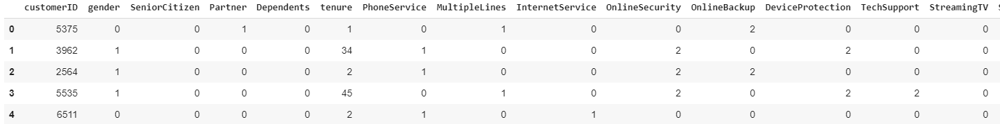 customerID gender SeniorCitizen Partner Dependents tenure PhoneService MultipleLines InternetService OnlineSecurity OnlineBackup DeviceProtection TechSupport StreamingTV
0 5375 0 0 1 0 1 0 1 0 0 2 0 0 0
1 3962 1 0 0 0 34 1 0 0 2 0 2 0 0
2 2564 1 0 0 0 2 1 0 0 2 2 0 0 0
3 5535 1 0 0 0 45 0 1 0 2 0 2 2 0
4 6511 0 0 0 0 2 1 0 1 0 0 0 0 0